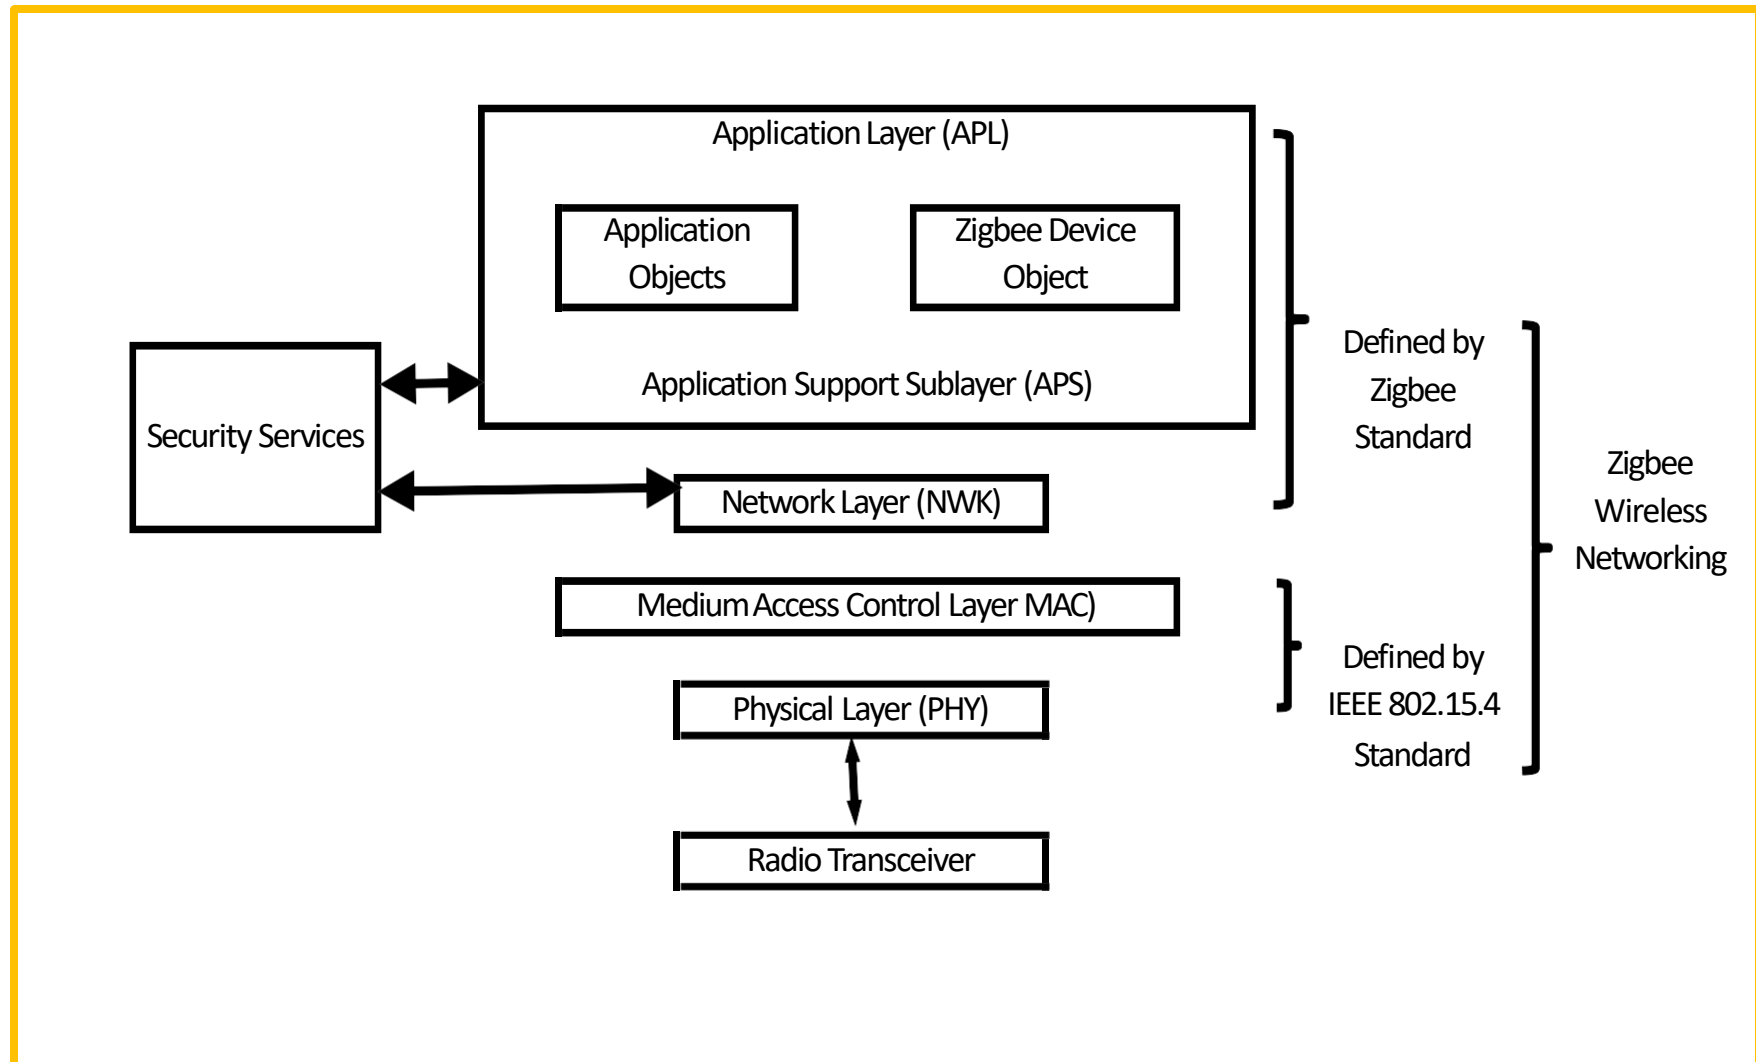 Application Layer (APL)
Application
Objects
Zigbee Device
Object
Application Support Sublayer (APS)
Security Services
Network Layer (NWK)
Medium Access Control Layer MAC)
Physical Layer (PHY)
Radio Transceiver
Defined by
Zigbee
Standard
Defined by
IEEE 802.15.4
Standard
Zigbee
Wireless
Networking